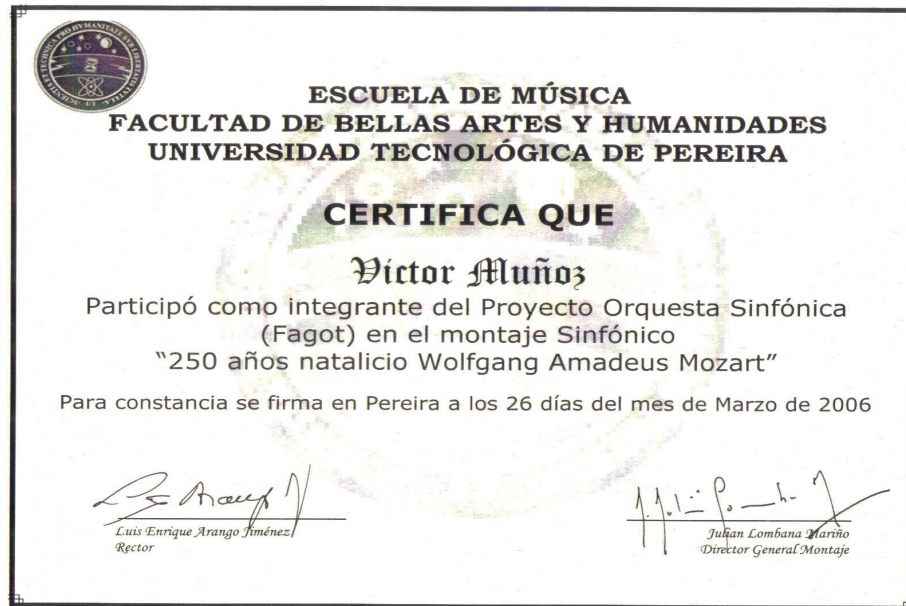 ESCUELA DE MÚSICA
FACULTAD DE BELLAS ARTES Y HUMANIDADES
UNIVERSIDAD TECNOLÓGICA DE PEREIRA
CERTIFICA QUE
Victor Muñoz
Participó como integrante del Proyecto Orquesta Sinfónica
(Fagot) en el montaje Sinfónico
“250 años natalicio Wolfgang Amadeus Mozart”
Para constancia se firma en Pereira a los 26 días del mes de Marzo de 2006
Luis Enrique Arango Jiménez
Rector
Julian Lombana Mariño
Director General Montaje